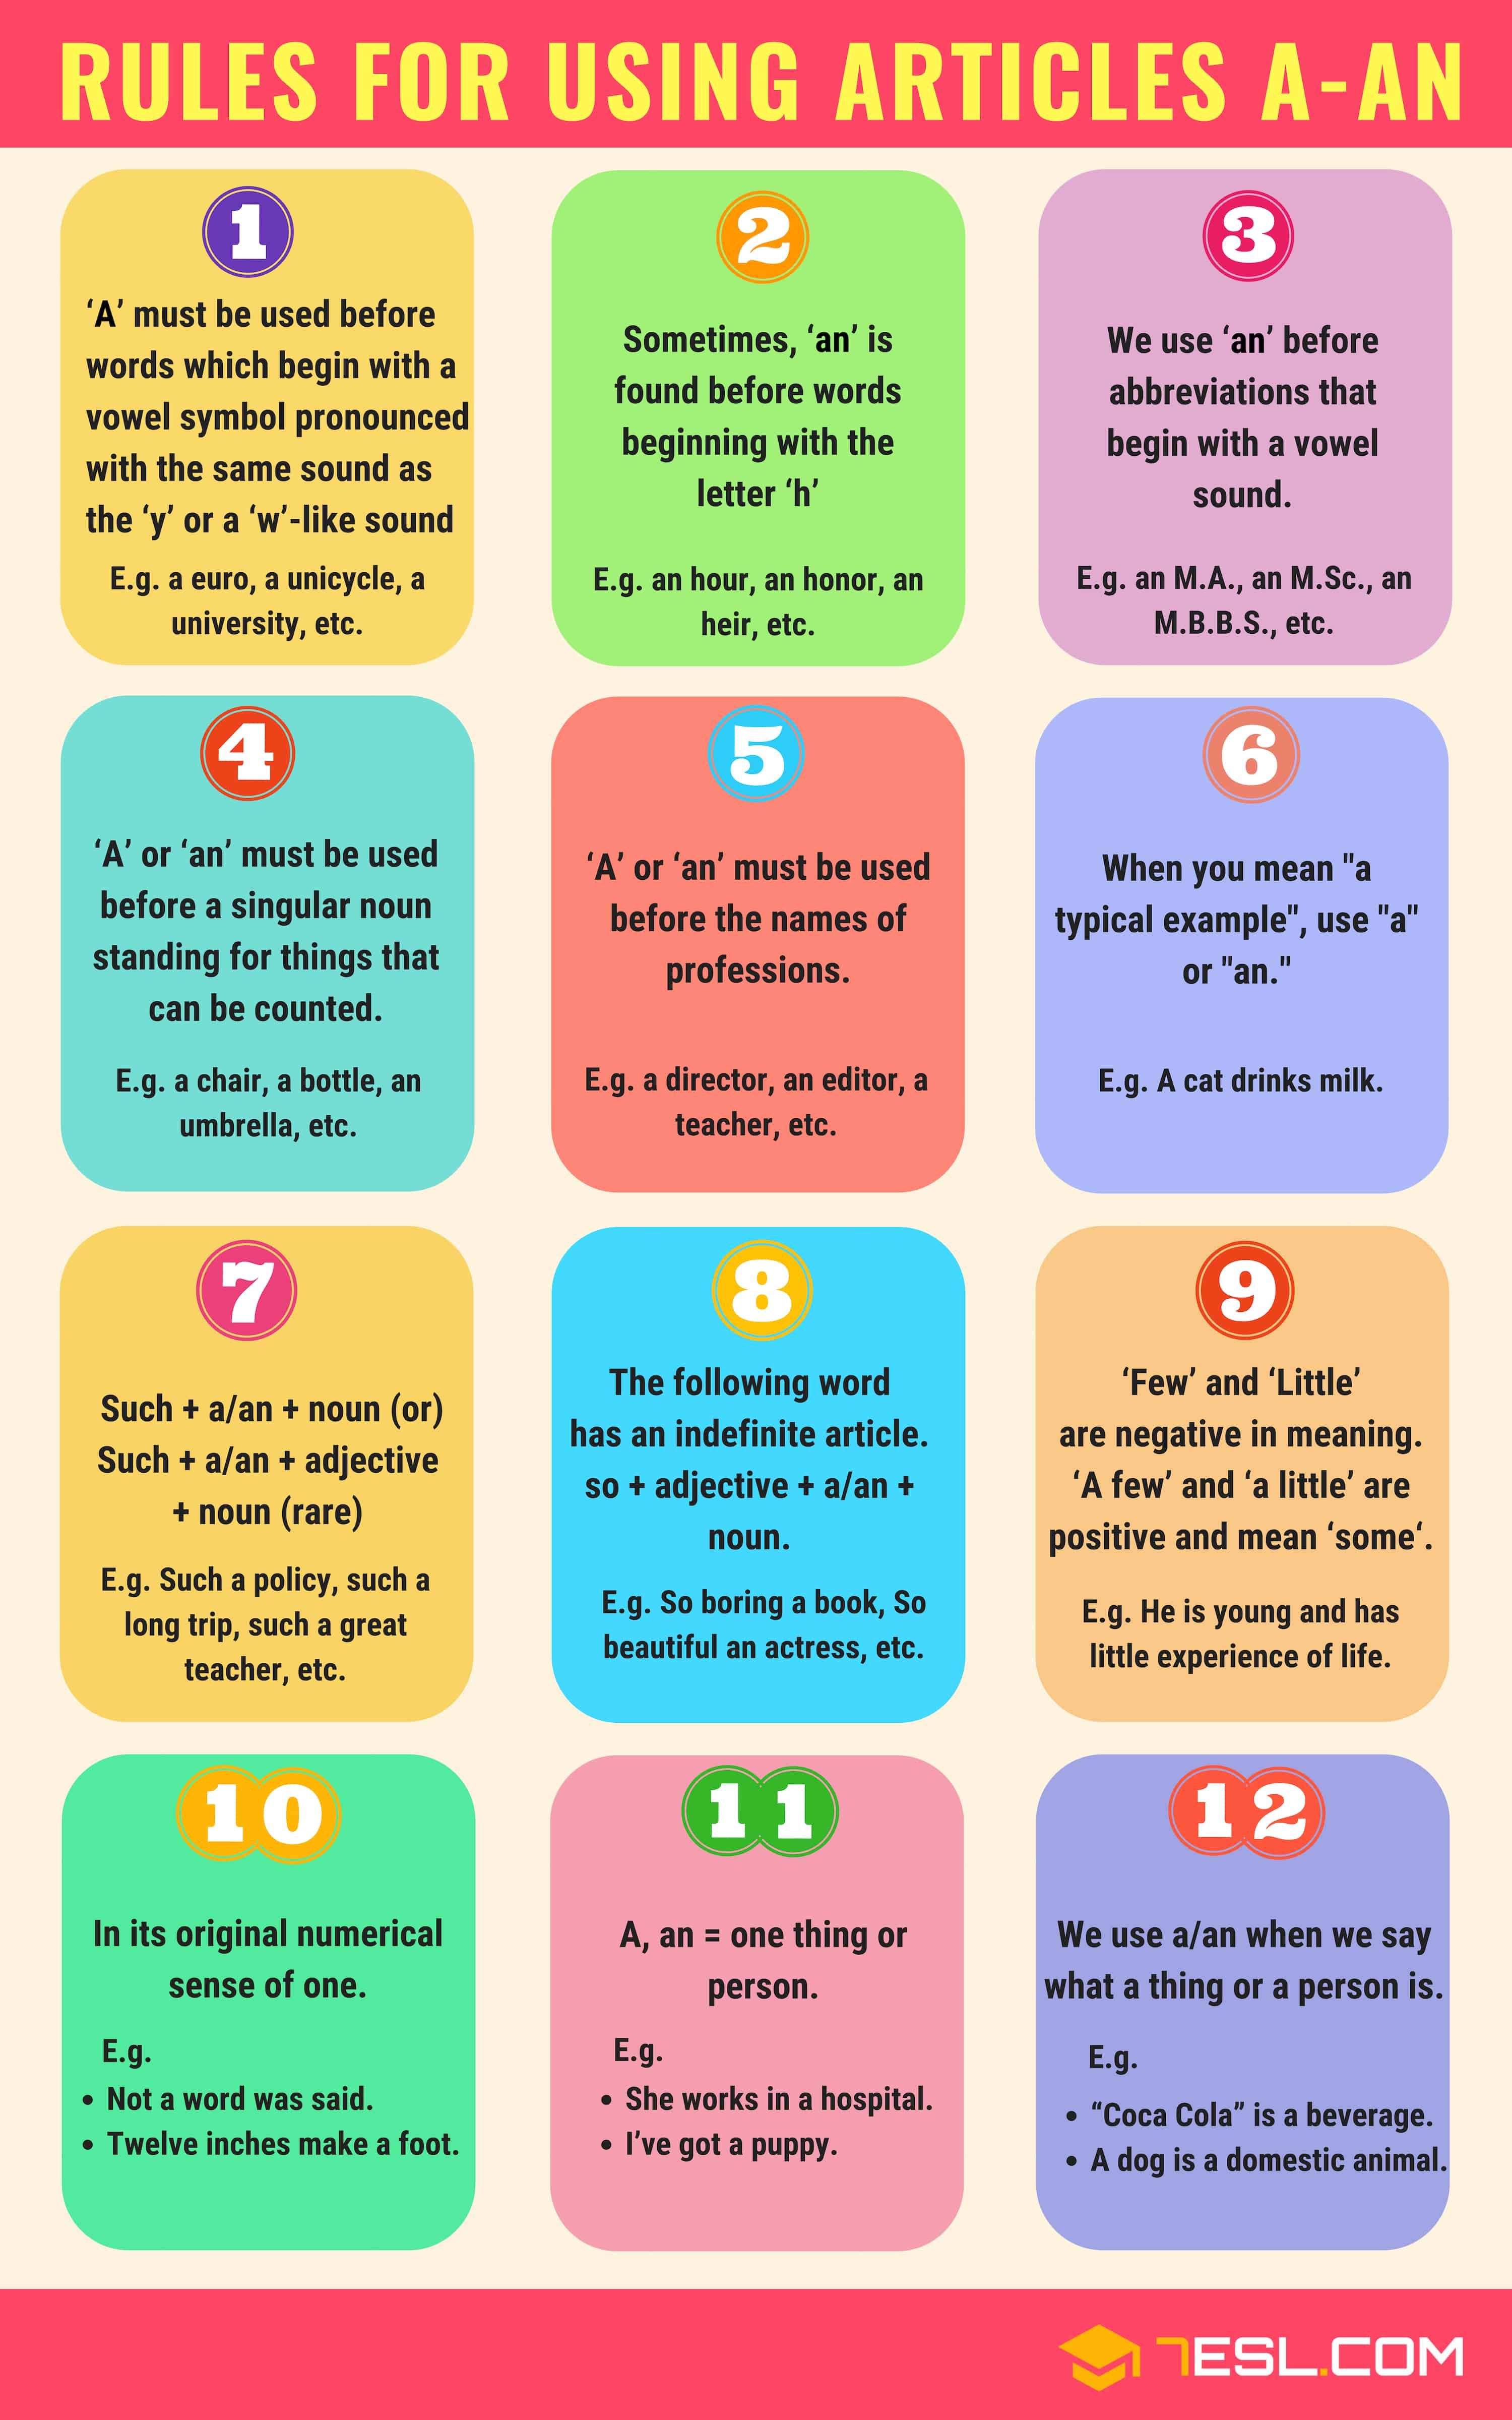 RULES FOR USING ARTICLES A-AN
1
‘A’ must be used before
words which begin with a
vowel symbol pronounced
with the same sound as
the ‘y’ or a ‘w’-like sound
E.g. a euro, a unicycle, a
university, etc.
2
Sometimes, ‘an’ is
found before words
beginning with the
letter ‘h’
E.g. an hour, an honor, an
heir, etc.
3
We use ‘an’ before
abbreviations that
begin with a vowel
sound.
E.g. an M.A., an M.Sc., an
M.B.B.S., etc.
4
‘A’ or ‘an’ must be used
before a singular noun
standing for things that
can be counted.
E.g. a chair, a bottle, an
umbrella, etc.
5
‘A’ or ‘an’ must be used
before the names of
professions.
E.g. a director, an editor, a
teacher, etc.
6
When you mean "a
typical example", use "a"
or "an."
E.g. A cat drinks milk.
7
Such + a/an + noun (or)
Such + a/an + adjective
+ noun (rare)
E.g. Such a policy, such a
long trip, such a great
teacher, etc.
8
The following word
has an indefinite article.
so + adjective + a/an +
noun.
E.g. So boring a book, So
beautiful an actress, etc.
9
‘Few’ and ‘Little’
are negative in meaning.
‘A few’ and ‘a little’ are
positive and mean ‘some‘.
E.g. He is young and has
little experience of life.
10
In its original numerical
sense of one.
E.g.
• Not a word was said.
• Twelve inches make a foot.
11
A, an = one thing or
person.
E.g.
• She works in a hospital.
• I’ve got a puppy.
12
We use a/an when we say
what a thing or a person is.
E.g.
• “Coca Cola” is a beverage.
• A dog is a domestic animal.
7ESL.COM